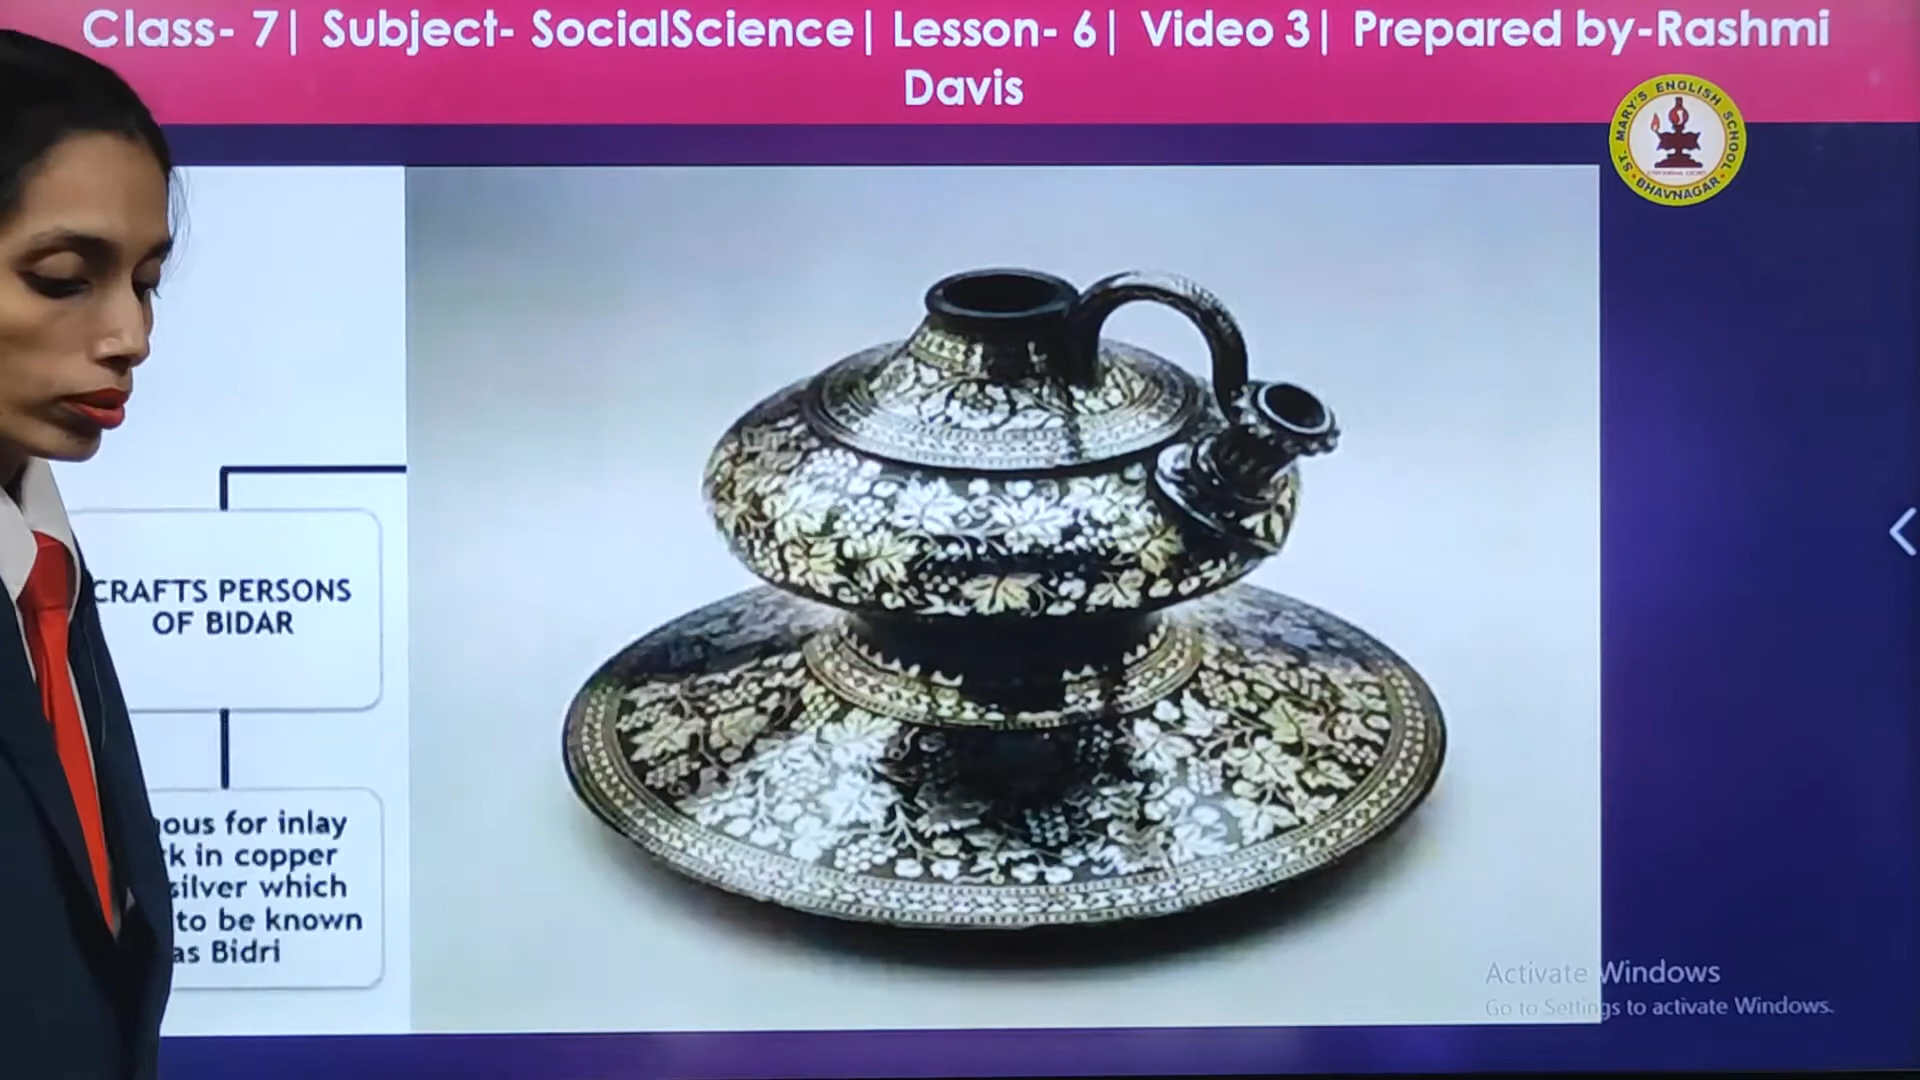 Class- 7| Subject- SocialScience| Lesson- 6| Video 3| Prepared by-Rashmi
Davis
ST. MARY'S ENGLISH SCHOOL
BHAVNAGAR
CRAFTS PERSONS
OF BIDAR
for inlay
in copper
silver which
to be known
as Bidri
Activate Windows
Go to Settings to activate Windows.